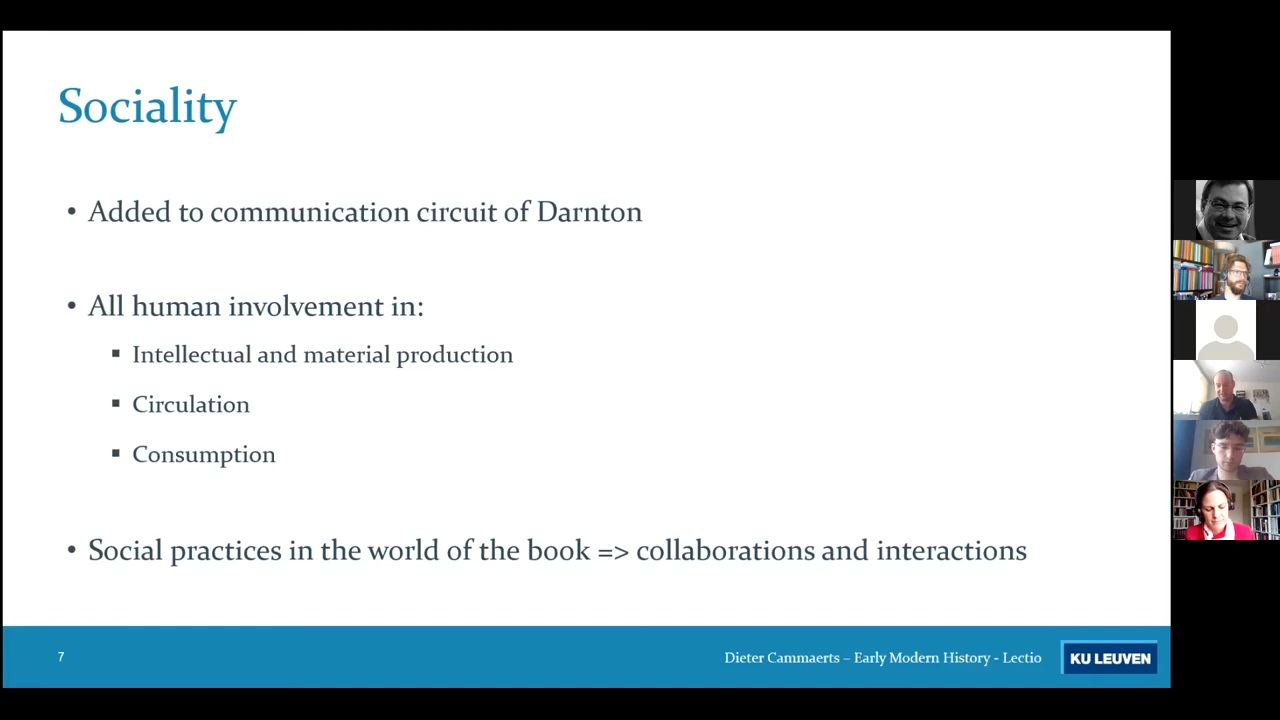 Sociality
• Added to communication circuit of Darnton
• All human involvement in:
▪ Intellectual and material production
▪ Circulation
▪ Consumption
• Social practices in the world of the book => collaborations and interactions
7
Dieter Cammaerts – Early Modern History - Lectio
KU LEUVEN